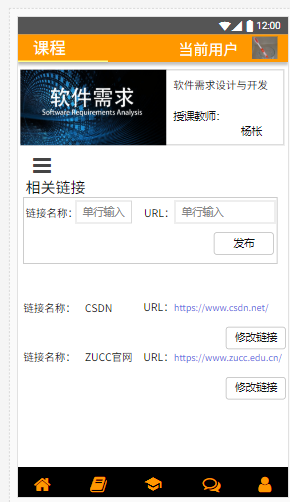 12:00
课程 当前用户
软件需求
Software Requirements Analysis
软件需求设计与开发
授课教师：
杨枨
相关链接
链接名称： 单行输入 URL： 单行输入
发布
链接名称： CSDN URL： https://www.csdn.net/
修改链接
链接名称： ZUCC官网 URL： https://www.zucc.edu.cn/
修改链接